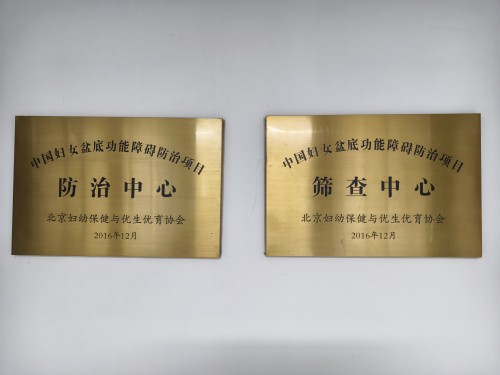 中国妇女盆底功能障碍防治项目
防治中心
北京妇幼保健与优生优育协会
2016年12月
中国妇女盆底功能障碍防治项目
筛查中心
北京妇幼保健与优生优育协会
2016年12月